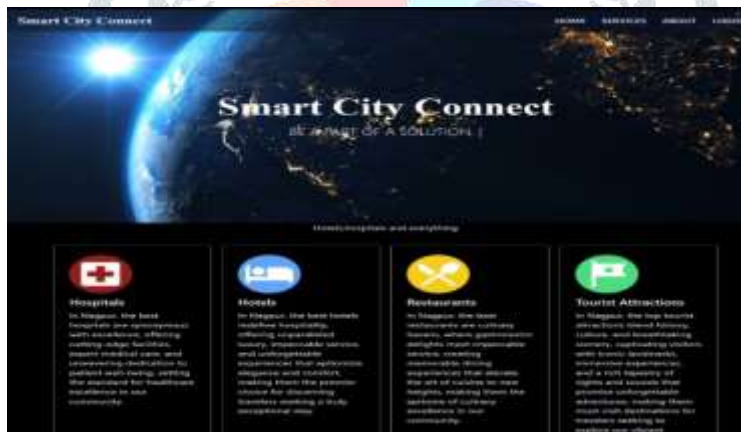 Smart City Connect
HOME SERVICES ABOUT
Smart City Connect
BE A PART OF A SOLUTION. |
Hotels,hospitals and everything
Hospitals
In Nagpur, the best
hospitals are synonymous
with excellence, offering
cutting-edge facilities,
expert medical care, and
unwavering dedication to
patient well-being, setting
the standard for healthcare
excellence in our
community.
Hotels
In Nagpur, the best hotels
redefine hospitality,
offering unparalleled
luxury, impeccable service,
and unforgettable
experiences that epitomize
elegance and comfort,
making them the premier
choice for discerning
travelers seeking a truly
exceptional stay.
Restaurants
In Nagpur, the best
restaurants are culinary
havens, where gastronomic
delights meet impeccable
service, creating
memorable dining
experiences that elevate
the art of cuisine to new
heights, making them the
epitome of culinary
excellence in our
community.
Tourist Attractions
In Nagpur, the top tourist
attractions blend history,
culture, and breathtaking
scenery, captivating visitors
with iconic landmarks,
immersive experiences,
and a rich tapestry of
sights and sounds that
promise unforgettable
adventures, making them
must-visit destinations for
travelers seeking to
explore our vibrant